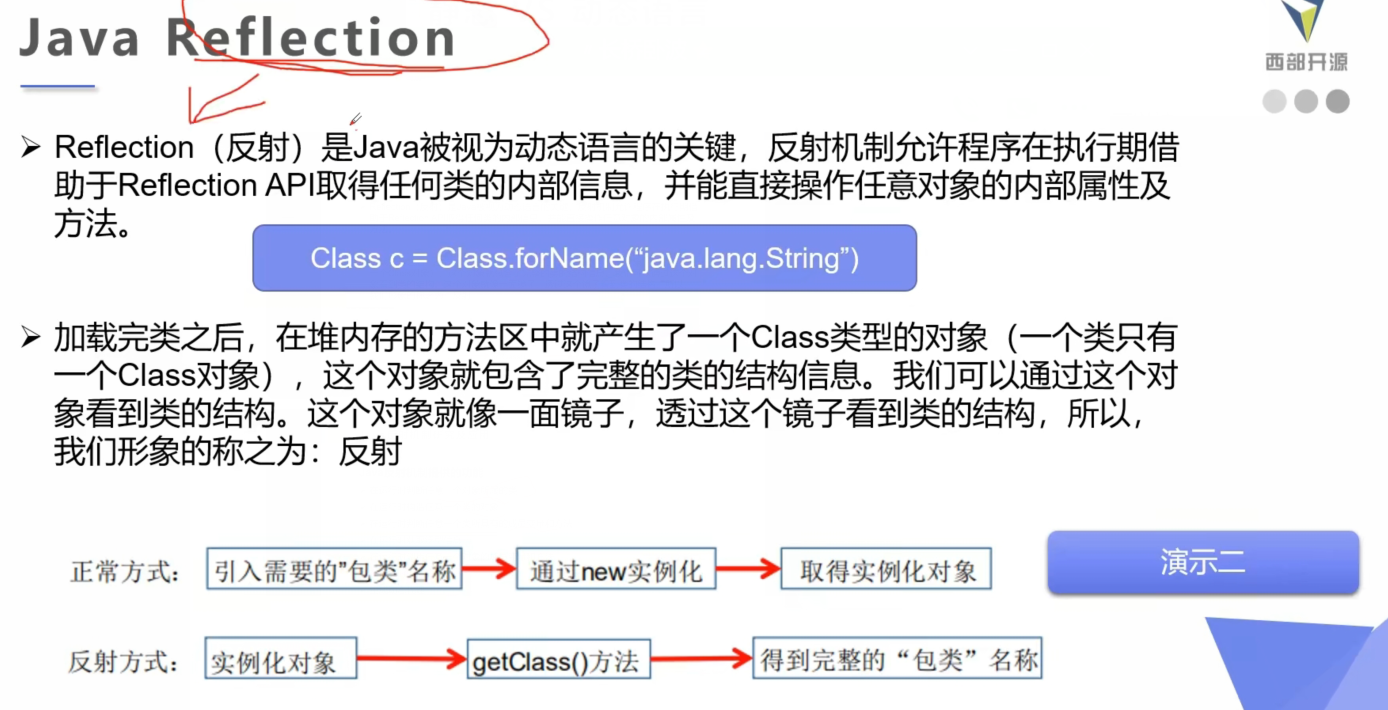 Java Reflection
西部开源
➢ Reflection（反射）是Java被视为动态语言的关键，反射机制允许程序在执行期借
助于Reflection API取得任何类的内部信息，并能直接操作任意对象的内部属性及
方法。
Class c = Class.forName(“java.lang.String”)
➢ 加载完类之后，在堆内存的方法区中就产生了一个Class类型的对象（一个类只有
一个Class对象），这个对象就包含了完整的类的结构信息。我们可以通过这个对
象看到类的结构。这个对象就像一面镜子，透过这个镜子看到类的结构，所以，
我们形象的称之为：反射
正常方式： 引入需要的”包类”名称 通过new实例化 取得实例化对象
演示二
反射方式： 实例化对象 getClass()方法 得到完整的“包类”名称